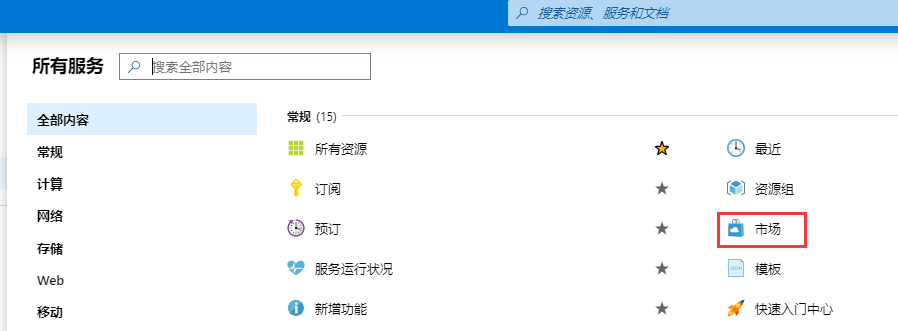 搜索资源、服务和文档
所有服务 搜索全部内容
全部内容
常规
计算
网络
存储
Web
移动
常规 (15)
所有资源 最近
订阅 资源组
预订 市场
服务运行状况 模板
新增功能 快速入门中心